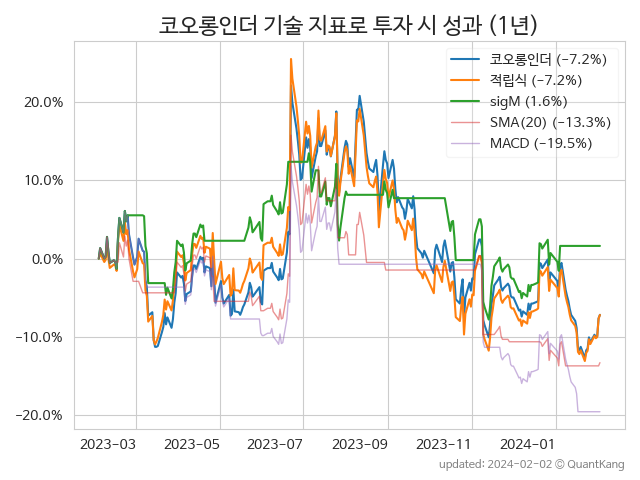 코오롱인더 기술 지표로 투자 시 성과 (1년)
코오롱인더 (−7.2%)
적립식 (−7.2%)
sigM (1.6%)
SMA(20) (−13.3%)
MACD (−19.5%)
20.0%
10.0%
0.0%
−10.0%
−20.0%
2023-03 2023-05 2023-07 2023-09 2023-11 2024-01
updated: 2024-02-02 © QuantKang